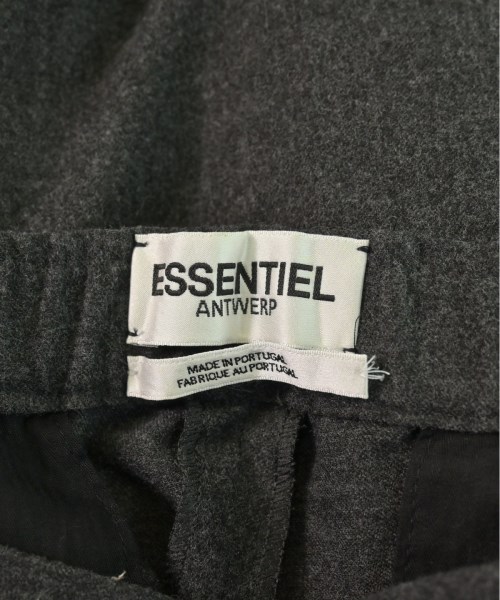 ESSENTIEL
ANTWERP
MADE IN PORTUGAL
FABRIQUE AU PORTUGAL